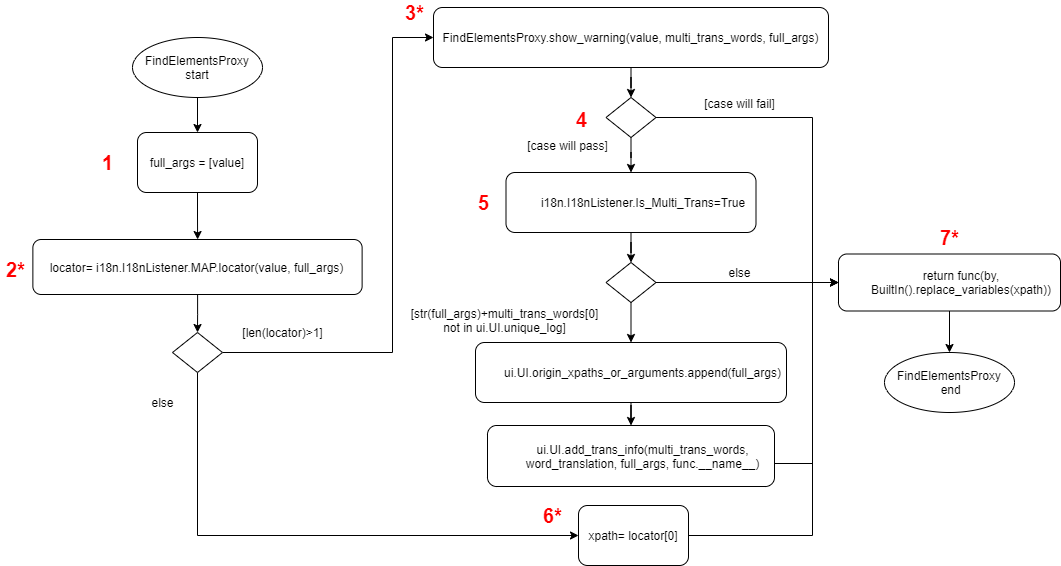 FindElementsProxy
start
1
full_args = [value]
2*
locator= i18n.I18nListener.MAP.locator(value, full_args)
[len(locator)>1]
else
3*
FindElementsProxy.show_warning(value, multi_trans_words, full_args)
4
[case will fail]
[case will pass]
5
i18n.I18nListener.Is_Multi_Trans=True
else
[str(full_args)+multi_trans_words[0]
not in ui.UI.unique_log]
ui.UI.origin_xpaths_or_arguments.append(full_args)
ui.UI.add_trans_info(multi_trans_words,
word_translation, full_args, func.__name__)
6*
xpath= locator[0]
7*
return func(by,
BuiltIn().replace_variables(xpath))
FindElementsProxy
end